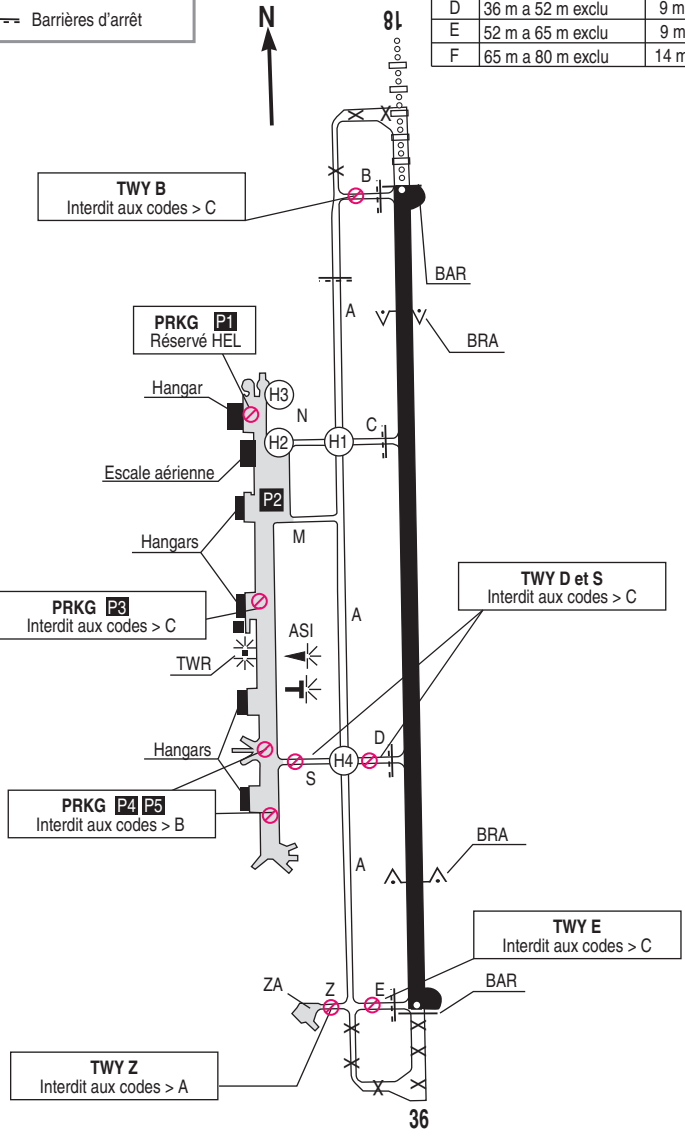 Barrières d'arrêt
N
18
D 36 m a 52 m exclu 9 m
E 52 m a 65 m exclu 9 m
F 65 m a 80 m exclu 14 m
TWY B
Interdit aux codes > C
B
BAR
A
BRA
PRKG P1
Réservé HEL
Hangar
H3
N
C
H2
H1
Escale aérienne
P2
M
Hangars
TWY D et S
Interdit aux codes > C
PRKG P3
Interdit aux codes > C
A
ASI
TWR
D
Hangars
H4
S
PRKG P4 P5
Interdit aux codes > B
BRA
A
TWY E
Interdit aux codes > C
ZA
Z
E
BAR
TWY Z
Interdit aux codes > A
36